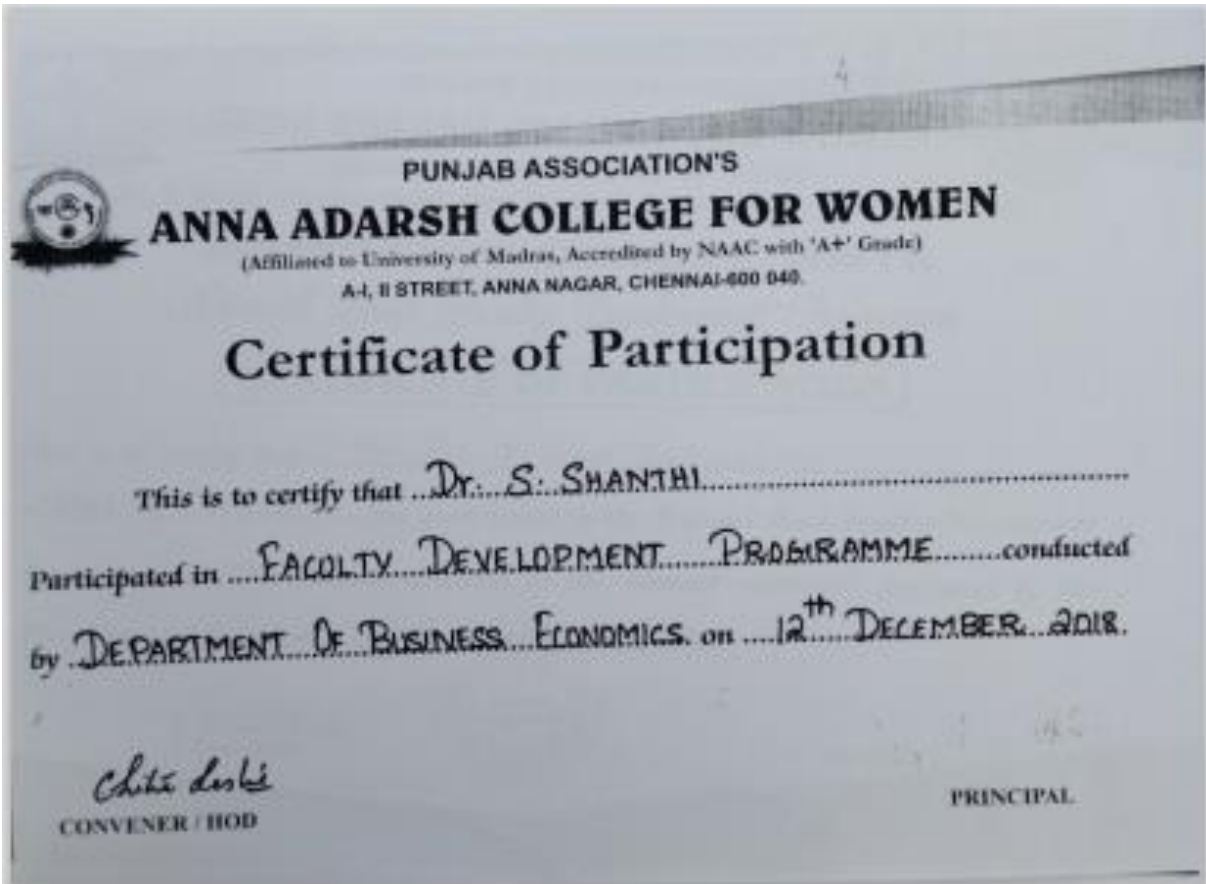 4
PUNJAB ASSOCIATION'S
ANNA ADARSH COLLEGE FOR WOMEN
(Affiliated to University of Madras, Accredited by NAAC with 'A+' Grade)
A-I, II STREET, ANNA NAGAR, CHENNAI-600 040.
Certificate of Participation
This is to certify that Dr. S. SHANTHI
Participated in FACULTY DEVELOPMENT PROGRAMME conducted
by DEPARTMENT OF BUSINESS ECONOMICS on 12th DECEMBER 2018.
CONVENER / HOD
PRINCIPAL